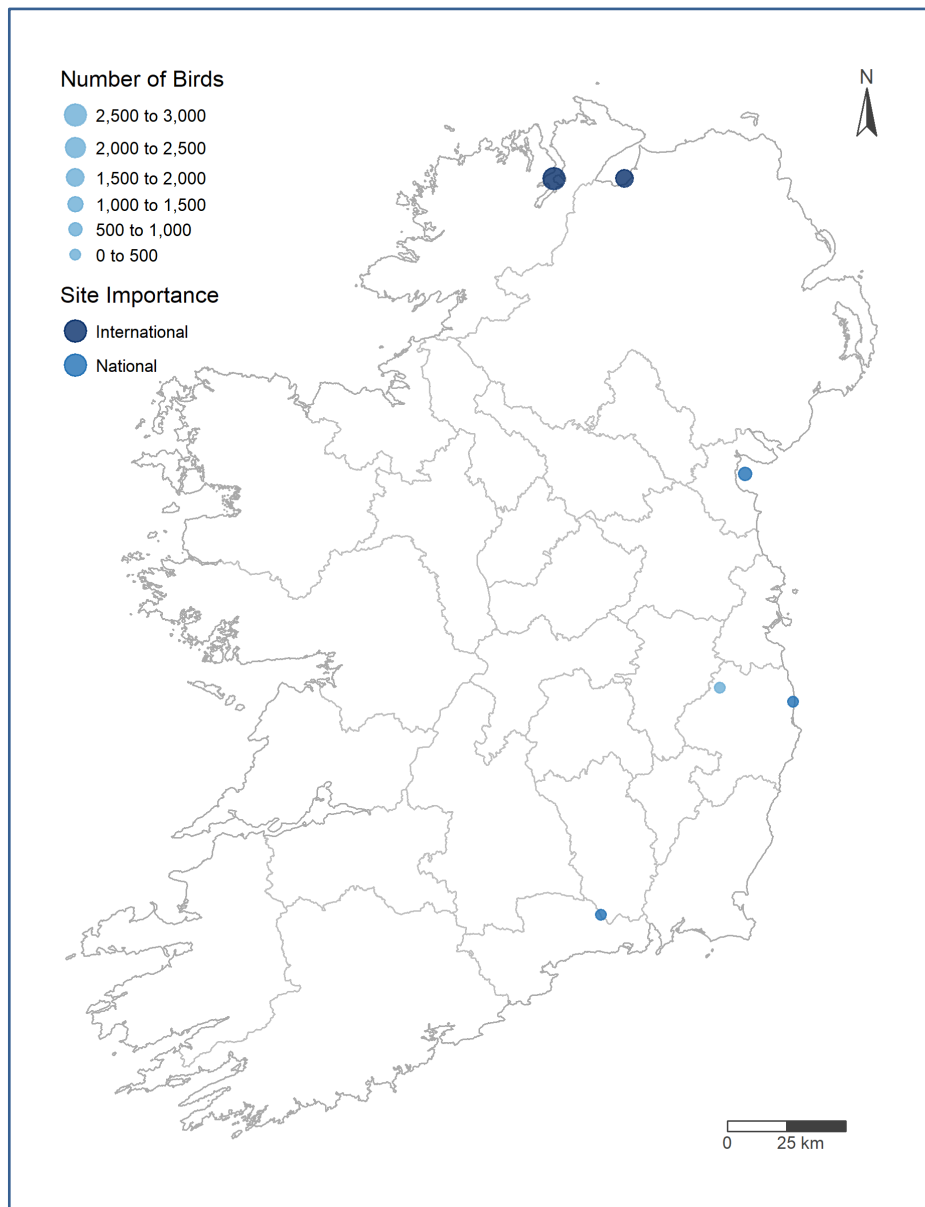 Number of Birds
2,500 to 3,000
2,000 to 2,500
1,500 to 2,000
1,000 to 1,500
500 to 1,000
0 to 500
Site Importance
International
National
N
0 25 km